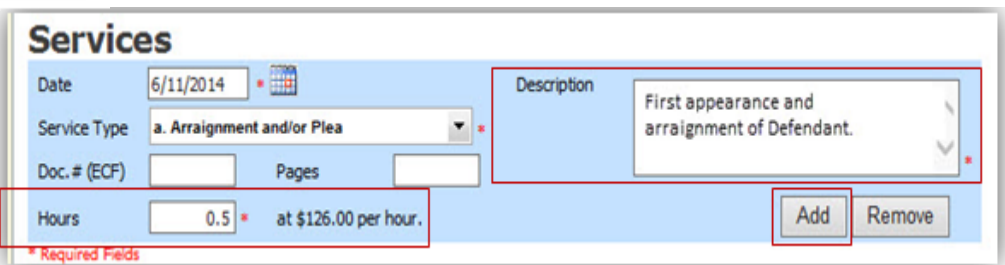 Services
Date 6/11/2014 * Description First appearance and
arraignment of Defendant. *
Service Type a. Arraignment and/or Plea *
Doc.# (ECF) Pages
Hours 0.5 * at $126.00 per hour. Add Remove
* Required Fields